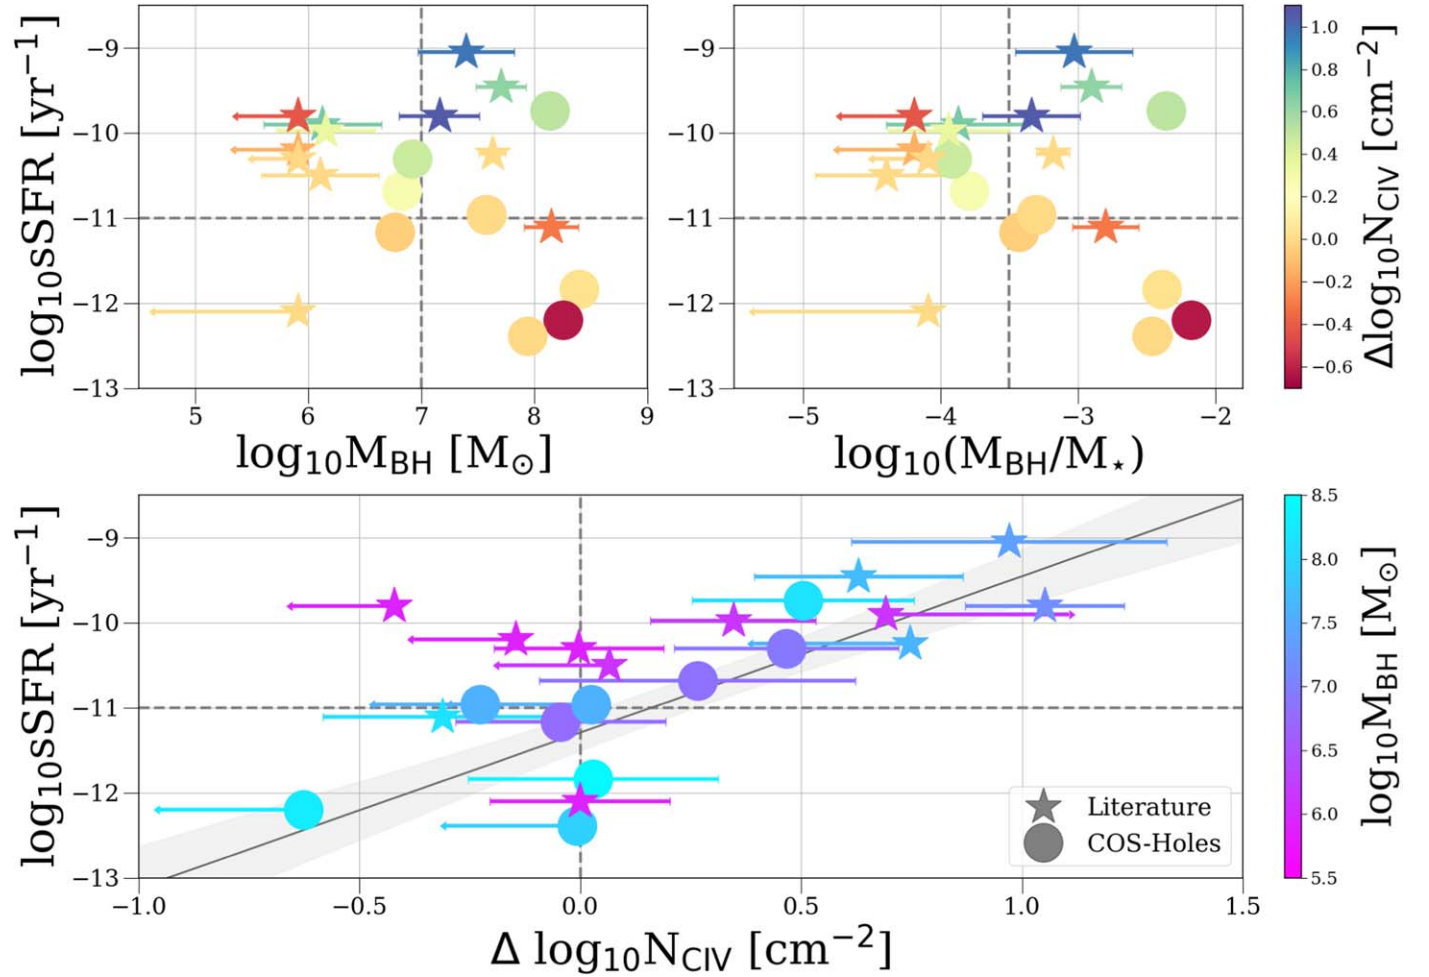 log10sSFR [yr−1]
−9
−10
−11
−12
−13
5 6 7 8 9
log10MBH [M⊙]
−5 −4 −3 −2
log10(MBH/M⋆)
1.0
0.8
0.6
0.4
0.2
0.0
−0.2
−0.4
−0.6
Δlog10NCIV [cm−2]
log10sSFR [yr−1]
−9
−10
−11
−12
−13
−1.0 −0.5 0.0 0.5 1.0 1.5
Δ log10NCIV [cm−2]
Literature
COS-Holes
8.5
8.0
7.5
7.0
6.5
6.0
5.5
log10MBH [M⊙]
−9
−10
−11
−12
−13